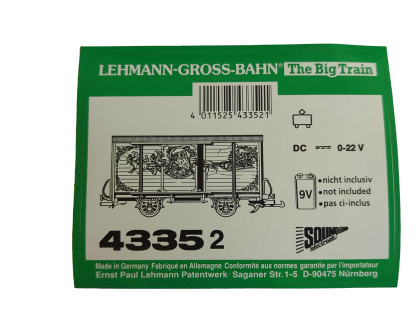 LEHMANN-GROSS-BAHN The Big Train
4 011525 433521
DC 0-22 V
9V
•nicht inclusiv
•not included
•pas ci-inclus
43352
SOUND
Made in Germany Fabriqué en Allemagne Conformité aux normes garantie par l'importateur
Ernst Paul Lehmann Patentwerk Saganer Str. 1-5 D-90475 Nürnberg